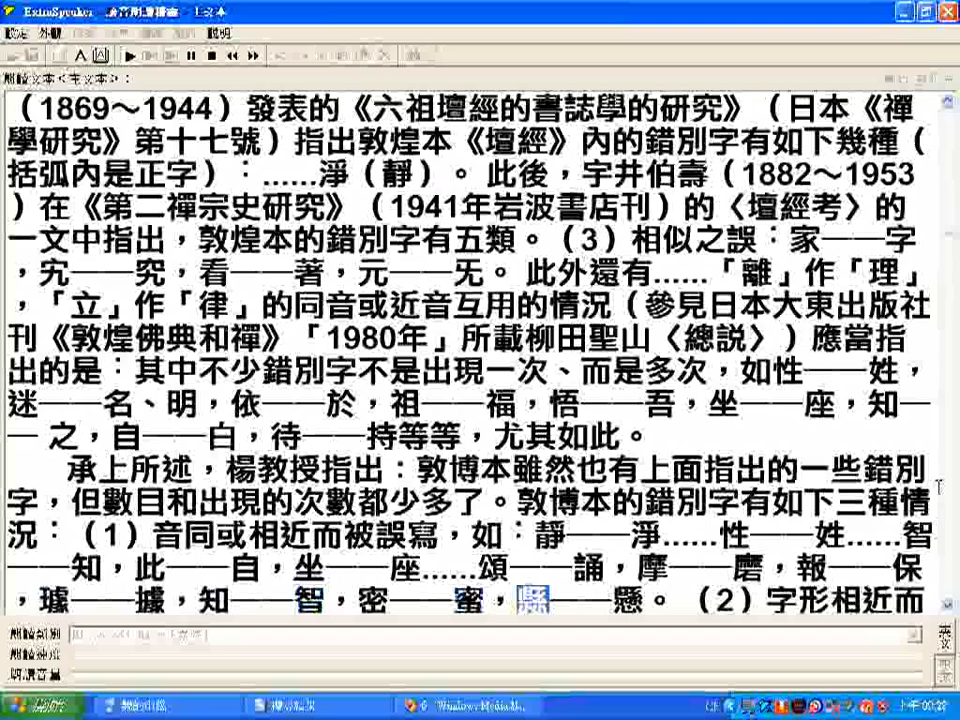 ExtraSpeaker
設定 外觀 說明
（1869～1944）發表的《六祖壇經的書誌學的研究》（日本《禪
學研究》第十七號）指出敦煌本《壇經》內的錯別字有如下幾種（
括弧內是正字）：......淨（靜）。 此後，宇井伯壽（1882～1953
）在《第二禪宗史研究》（1941年岩波書店刊）的〈壇經考〉的
一文中指出，敦煌本的錯別字有五類。（3）相似之誤：家——字
，宄——究，看——著，元——无。 此外還有......「離」作「理」
，「立」作「律」的同音或近音互用的情況（參見日本大東出版社
刊《敦煌佛典和禪》「1980年」所載柳田聖山〈總說〉）應當指
出的是：其中不少錯別字不是出現一次、而是多次，如性——姓，
迷——名、明，依——於，祖——福，悟——吾，坐——座，知—
— 之，自——白，待——持等等，尤其如此。
承上所述，楊教授指出：敦博本雖然也有上面指出的一些錯別
字，但數目和出現的次數都少多了。敦博本的錯別字有如下三種情
況：（1）音同或相近而被誤寫，如：靜——淨......性——姓......智
——知，此——自，坐——座......頌——誦，摩——磨，報——保
，璩——據，知——智，密——蜜，縣——懸。（2）字形相近而
朗讀音量
Windows Media